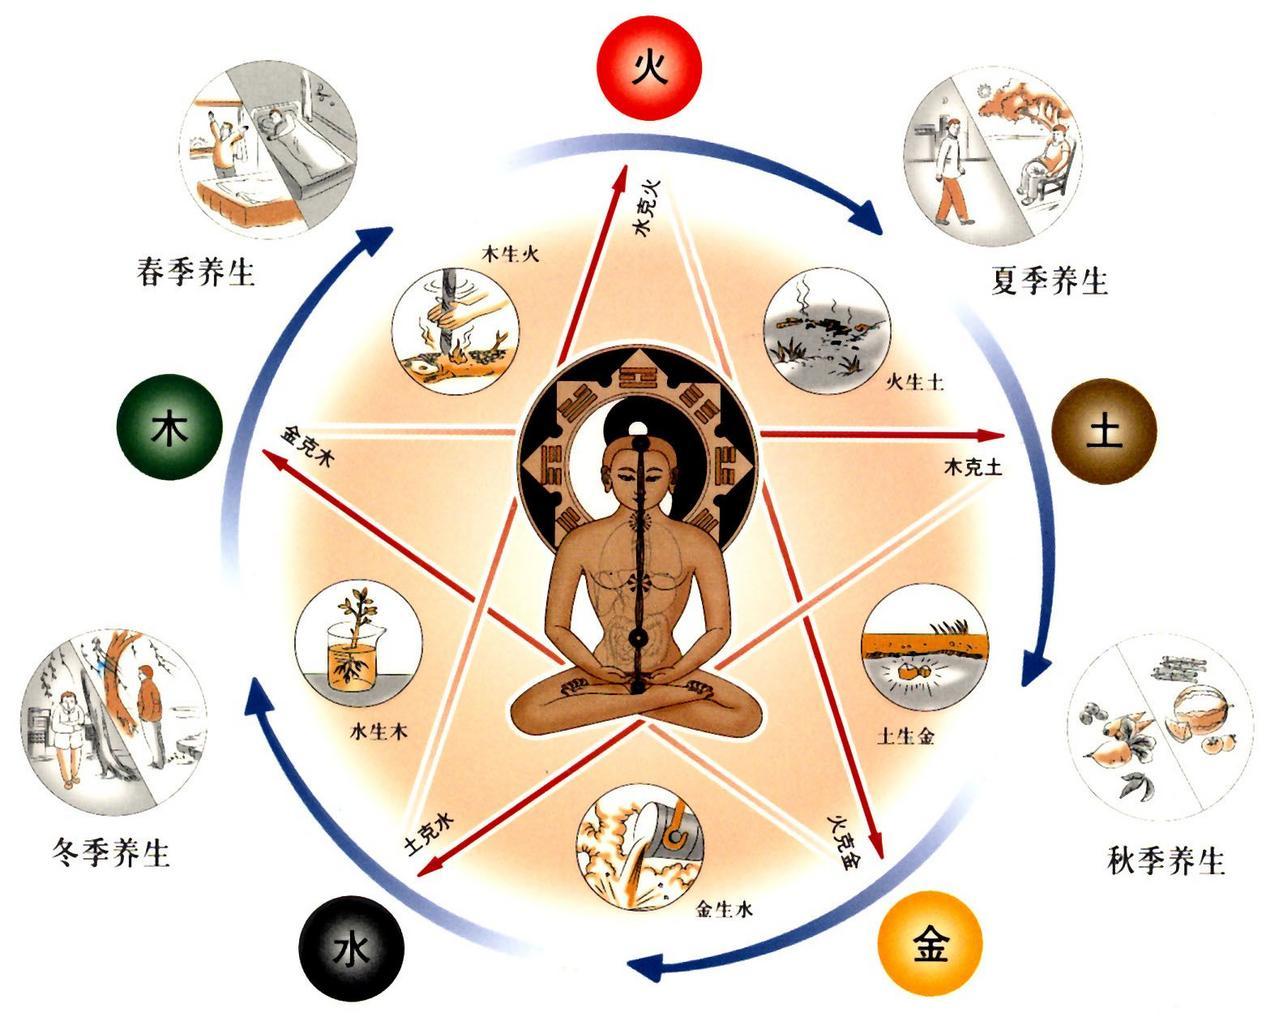 火
水克火
木生火
春季养生
夏季养生
火生土
木
金克木
土
木克土
水生木
土生金
冬季养生
土克水
火克金
秋季养生
金生水
水
金